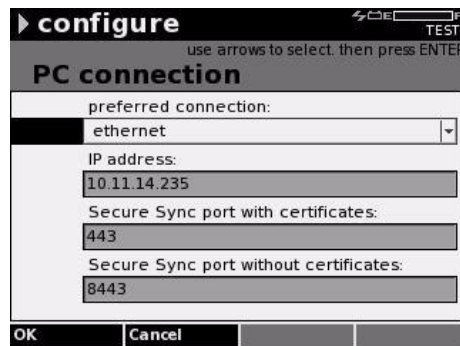 configure
E F
TEST
use arrows to select. then press ENTER
PC connection
preferred connection:
ethernet
IP address:
10.11.14.235
Secure Sync port with certificates:
443
Secure Sync port without certificates:
8443
OK Cancel